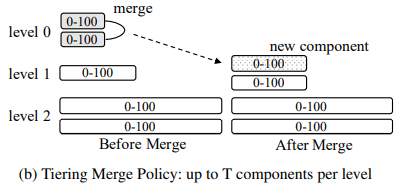 merge
level 0
0-100
0-100
new component
0-100
level 1
0-100
0-100
level 2
0-100
0-100
0-100
0-100
Before Merge
After Merge
(b) Tiering Merge Policy: up to T components per level